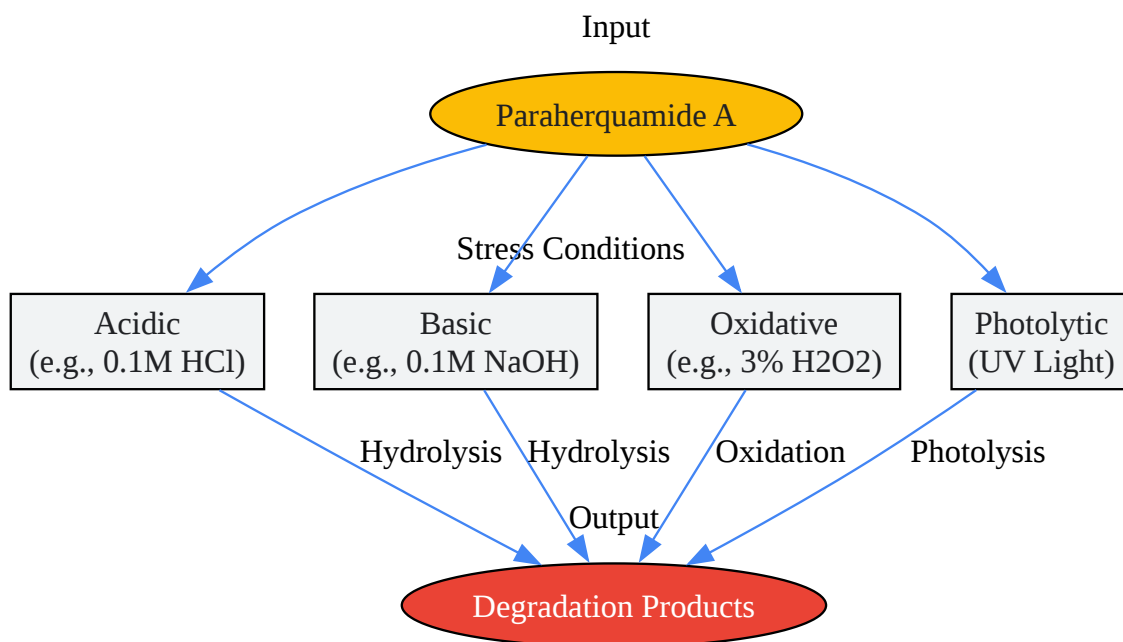 Input
Paraherquamide A
Stress Conditions
Acidic
(e.g., 0.1M HCl)
Basic
(e.g., 0.1M NaOH)
Oxidative
(e.g., 3% H2O2)
Photolytic
(UV Light)
Hydrolysis
Hydrolysis
Oxidation
Photolysis
Output
Degradation Products